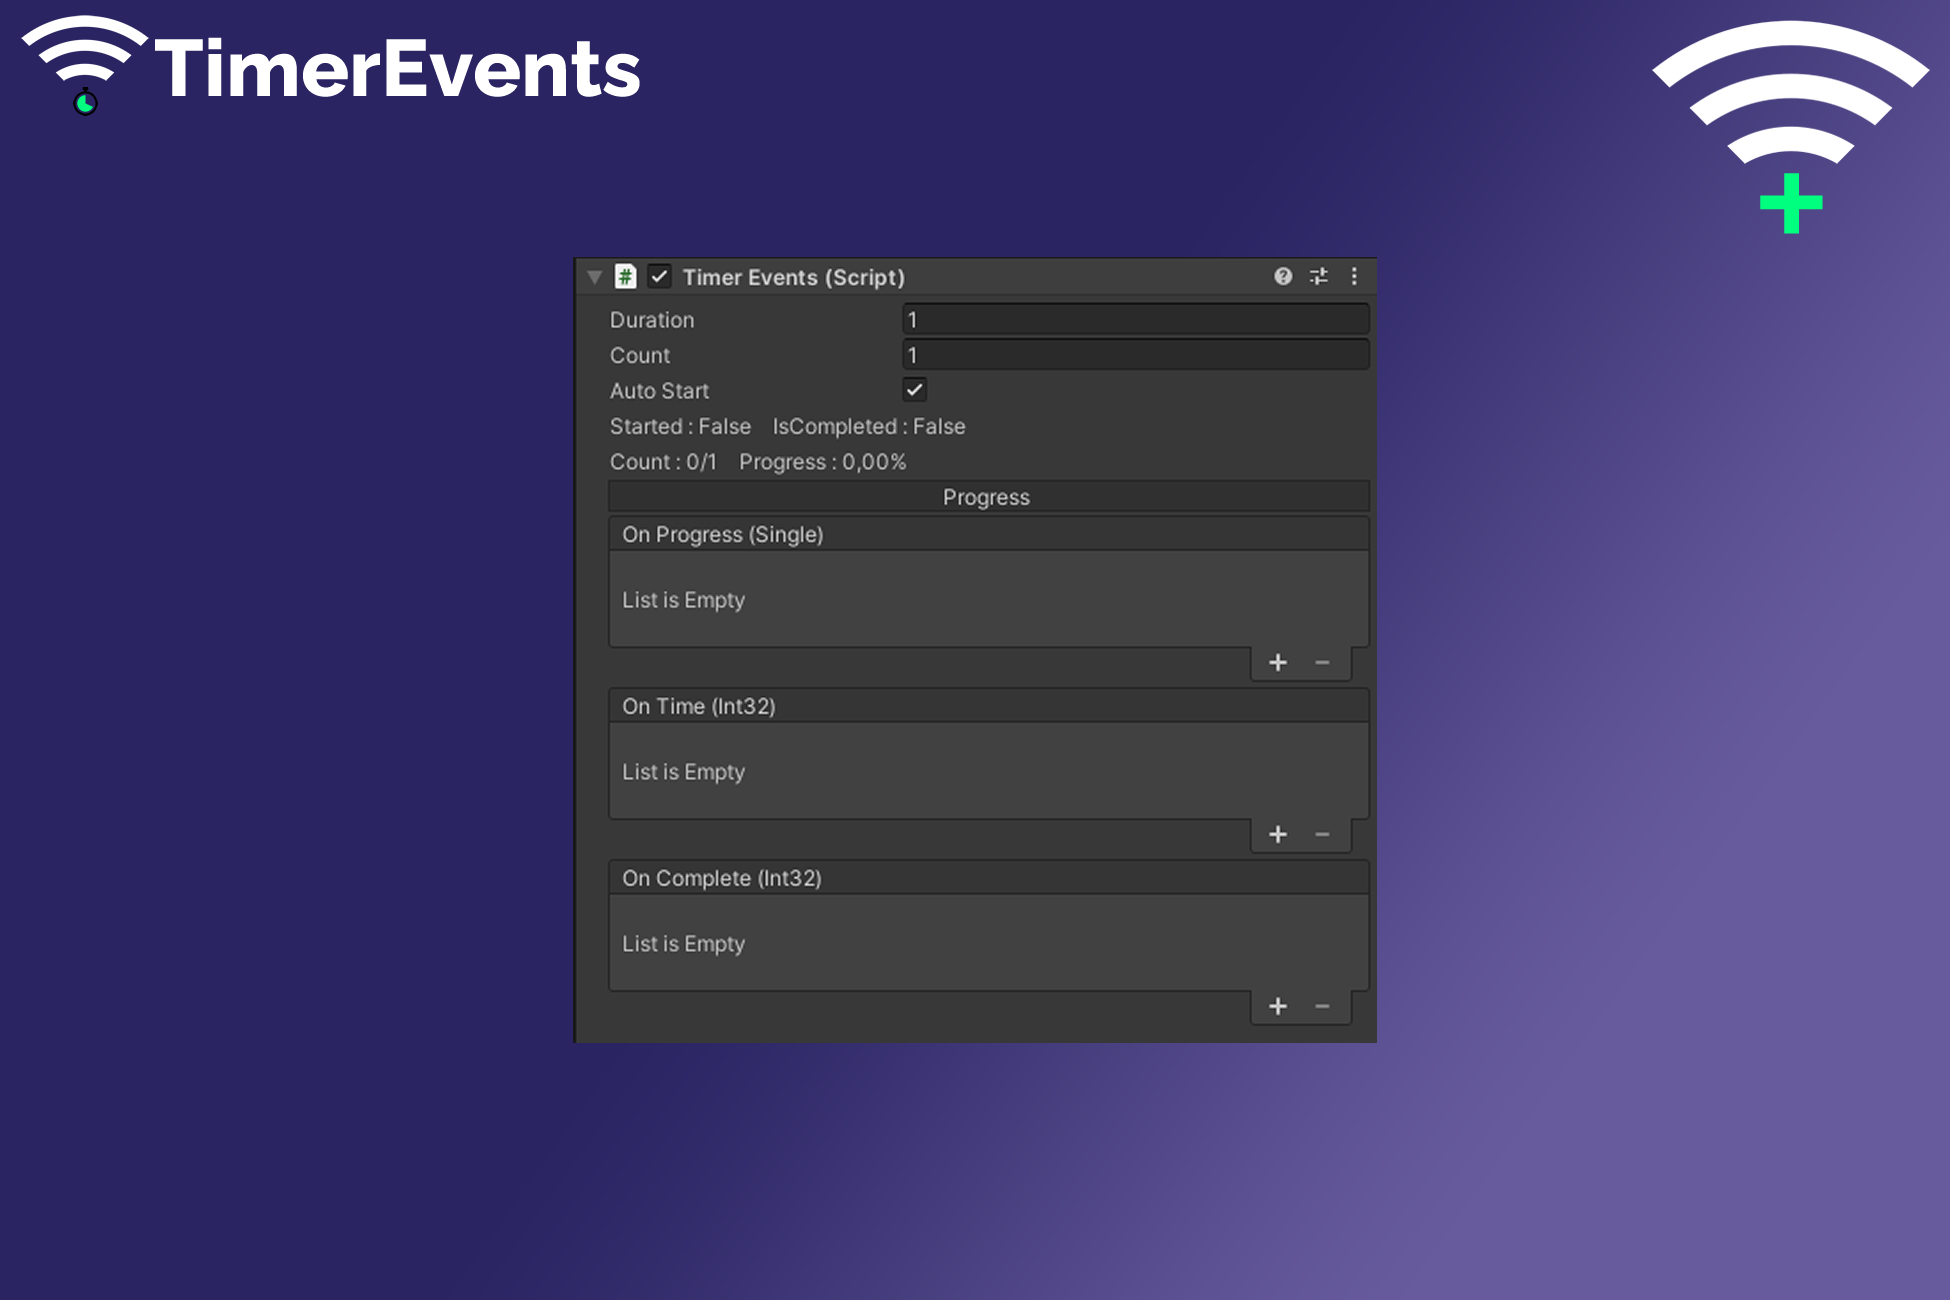 TimerEvents
Timer Events (Script)
Duration 1
Count 1
Auto Start
Started : False IsCompleted : False
Count : 0/1 Progress : 0,00%
Progress
On Progress (Single)
List is Empty
On Time (Int32)
List is Empty
On Complete (Int32)
List is Empty